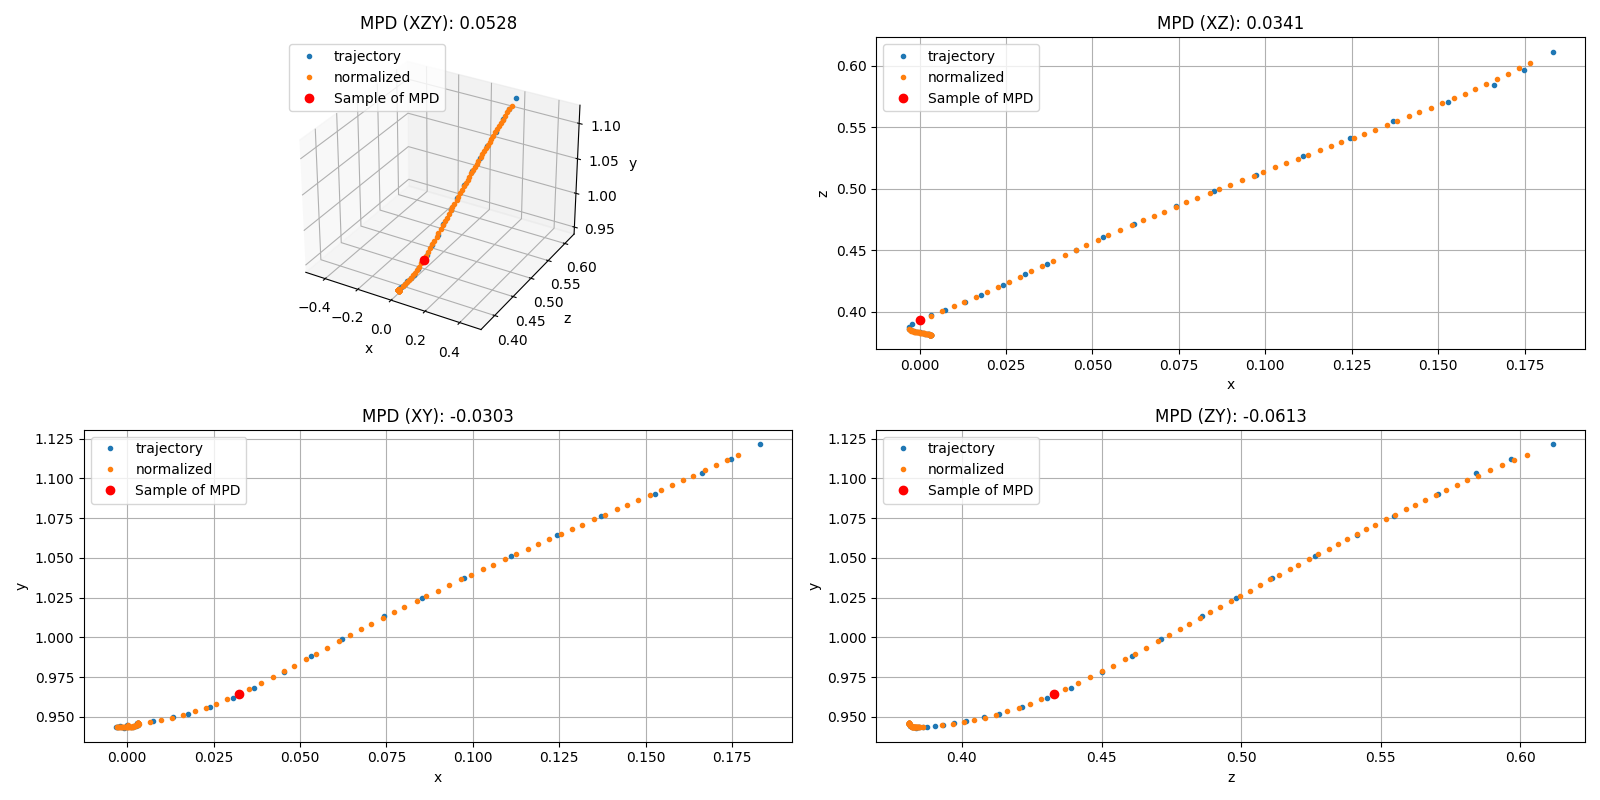 MPD (XZY): 0.0528
trajectory
normalized
Sample of MPD
1.10
1.05
1.00
0.95
y
0.60
0.55
0.50
0.45
0.40
z
−0.4
−0.2
0.0
0.2
0.4
x
MPD (XZ): 0.0341
trajectory
normalized
Sample of MPD
0.60
0.55
0.50
0.45
0.40
z
0.000 0.025 0.050 0.075 0.100 0.125 0.150 0.175
x
MPD (XY): -0.0303
trajectory
normalized
Sample of MPD
1.125
1.100
1.075
1.050
1.025
1.000
0.975
0.950
y
0.000 0.025 0.050 0.075 0.100 0.125 0.150 0.175
x
MPD (ZY): -0.0613
trajectory
normalized
Sample of MPD
1.125
1.100
1.075
1.050
1.025
1.000
0.975
0.950
y
0.40 0.45 0.50 0.55 0.60
z